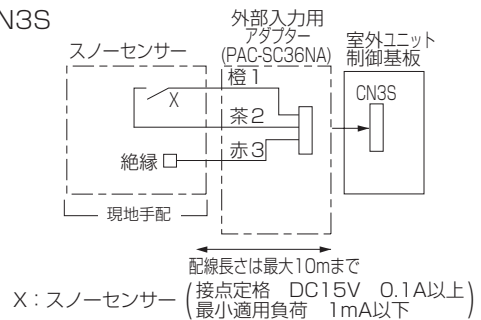 N3S
外部入力用
アダプター
(PAC-SC36NA)
スノーセンサー
室外ユニット
制御基板
CN3S
橙1
X
茶2
赤3
絶縁
現地手配
配線長さは最大10mまで
X：スノーセンサー (接点定格 DC15V 0.1A以上
最小適用負荷 1mA以下)